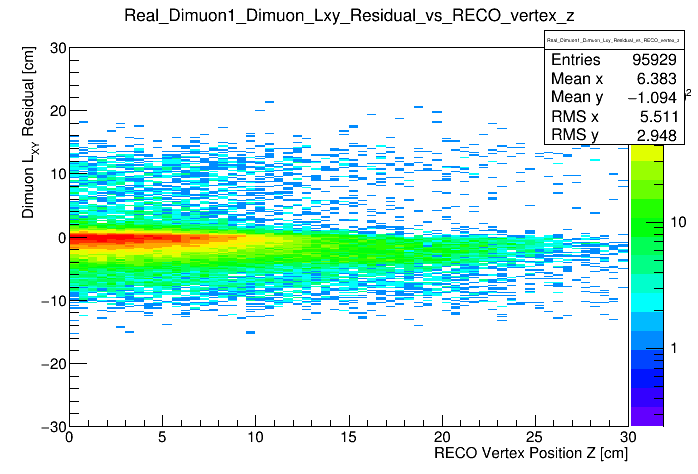 Real_Dimuon1_Dimuon_Lxy_Residual_vs_RECO_vertex_z
Real_Dimuon1_Dimuon_Lxy_Residual_vs_RECO_vertex_z
Entries 95929
Mean x 6.383
Mean y −1.094
RMS x 5.511
RMS y 2.948
2
10
1
Dimuon LXY Residual [cm]
30
20
10
0
−10
−20
−30
0 5 10 15 20 25 30
RECO Vertex Position Z [cm]